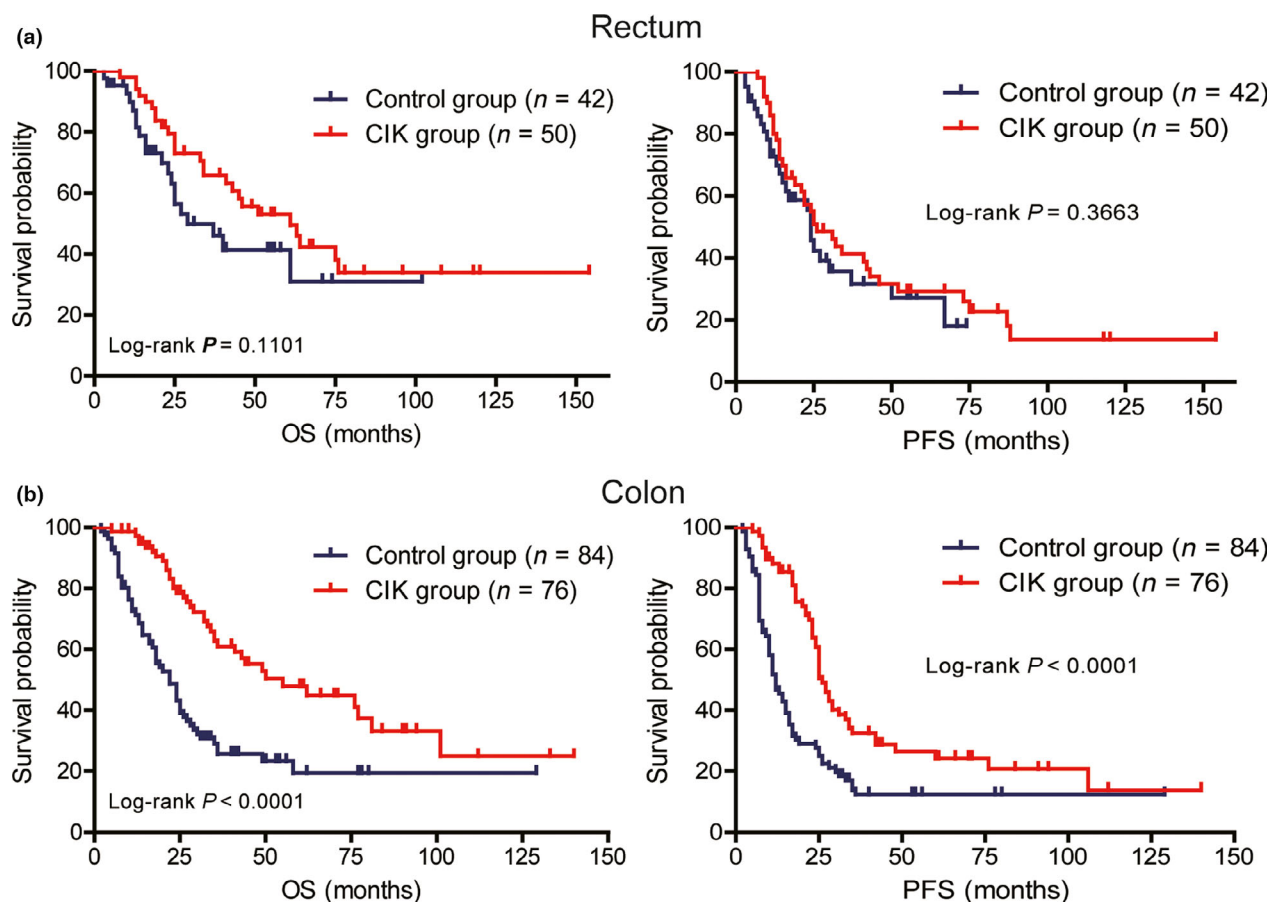 (a)
Rectum
Survival probability
100
80
60
40
20
0
0 25 50 75 100 125 150
OS (months)
Control group (n = 42)
CIK group (n = 50)
Log-rank P = 0.1101
Survival probability
100
80
60
40
20
0
0 25 50 75 100 125 150
PFS (months)
Control group (n = 42)
CIK group (n = 50)
Log-rank P = 0.3663
(b)
Colon
Survival probability
100
80
60
40
20
0
0 25 50 75 100 125 150
OS (months)
Control group (n = 84)
CIK group (n = 76)
Log-rank P < 0.0001
Survival probability
100
80
60
40
20
0
0 25 50 75 100 125 150
PFS (months)
Control group (n = 84)
CIK group (n = 76)
Log-rank P < 0.0001